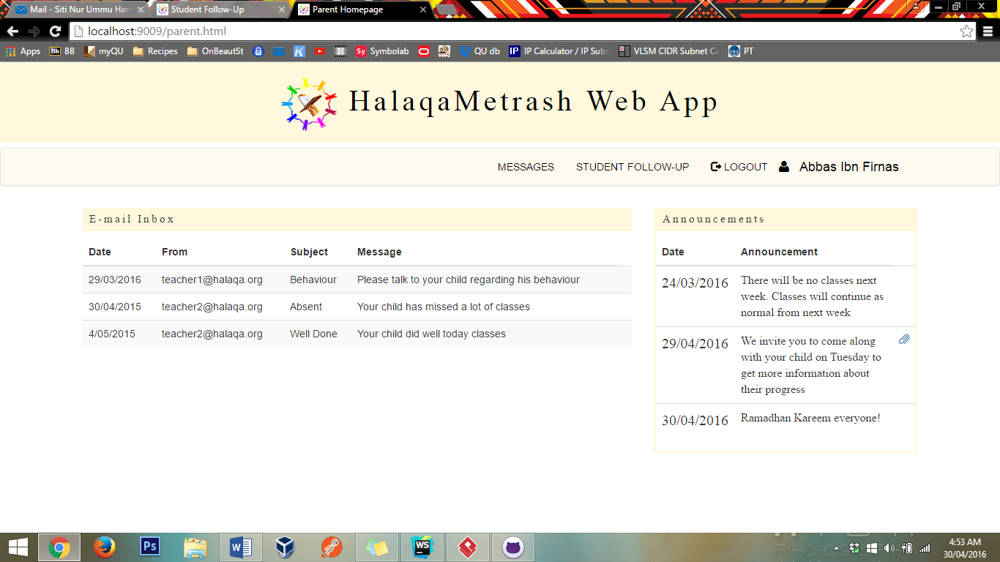 Mail - Siti Nur Ummu Ham
Student Follow-Up
Parent Homepage
localhost:9009/parent.html
Apps
Bb BB
myQU
Recipes
OnBeautSt
Sy Symbolab
QU db
IP IP Calculator / IP Subn
VLSM CIDR Subnet Ca
PT
HalaqaMetrash Web App
MESSAGES STUDENT FOLLOW-UP LOGOUT Abbas Ibn Firnas
E-mail Inbox
Date From Subject Message
29/03/2016 teacher1@halaqa.org Behaviour Please talk to your child regarding his behaviour
30/04/2015 teacher2@halaqa.org Absent Your child has missed a lot of classes
4/05/2015 teacher2@halaqa.org Well Done Your child did well today classes
Announcements
Date Announcement
24/03/2016 There will be no classes next
week. Classes will continue as
normal from next week
29/04/2016 We invite you to come along
with your child on Tuesday to
get more information about
their progress
30/04/2016 Ramadhan Kareem everyone!
Ps
WS
4:53 AM
30/04/2016